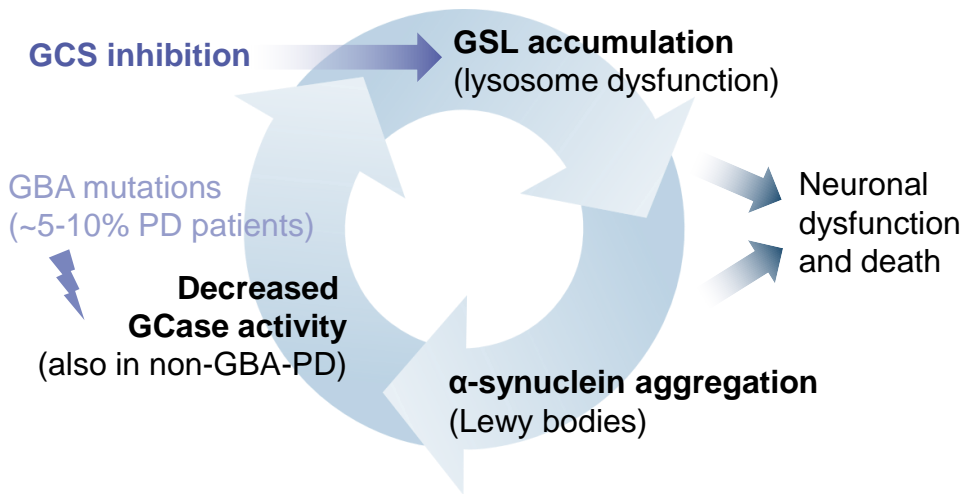 GCS inhibition
GSL accumulation
(lysosome dysfunction)
GBA mutations
(~5-10% PD patients)
Neuronal
dysfunction
and death
Decreased
GCase activity
(also in non-GBA-PD)
α-synuclein aggregation
(Lewy bodies)